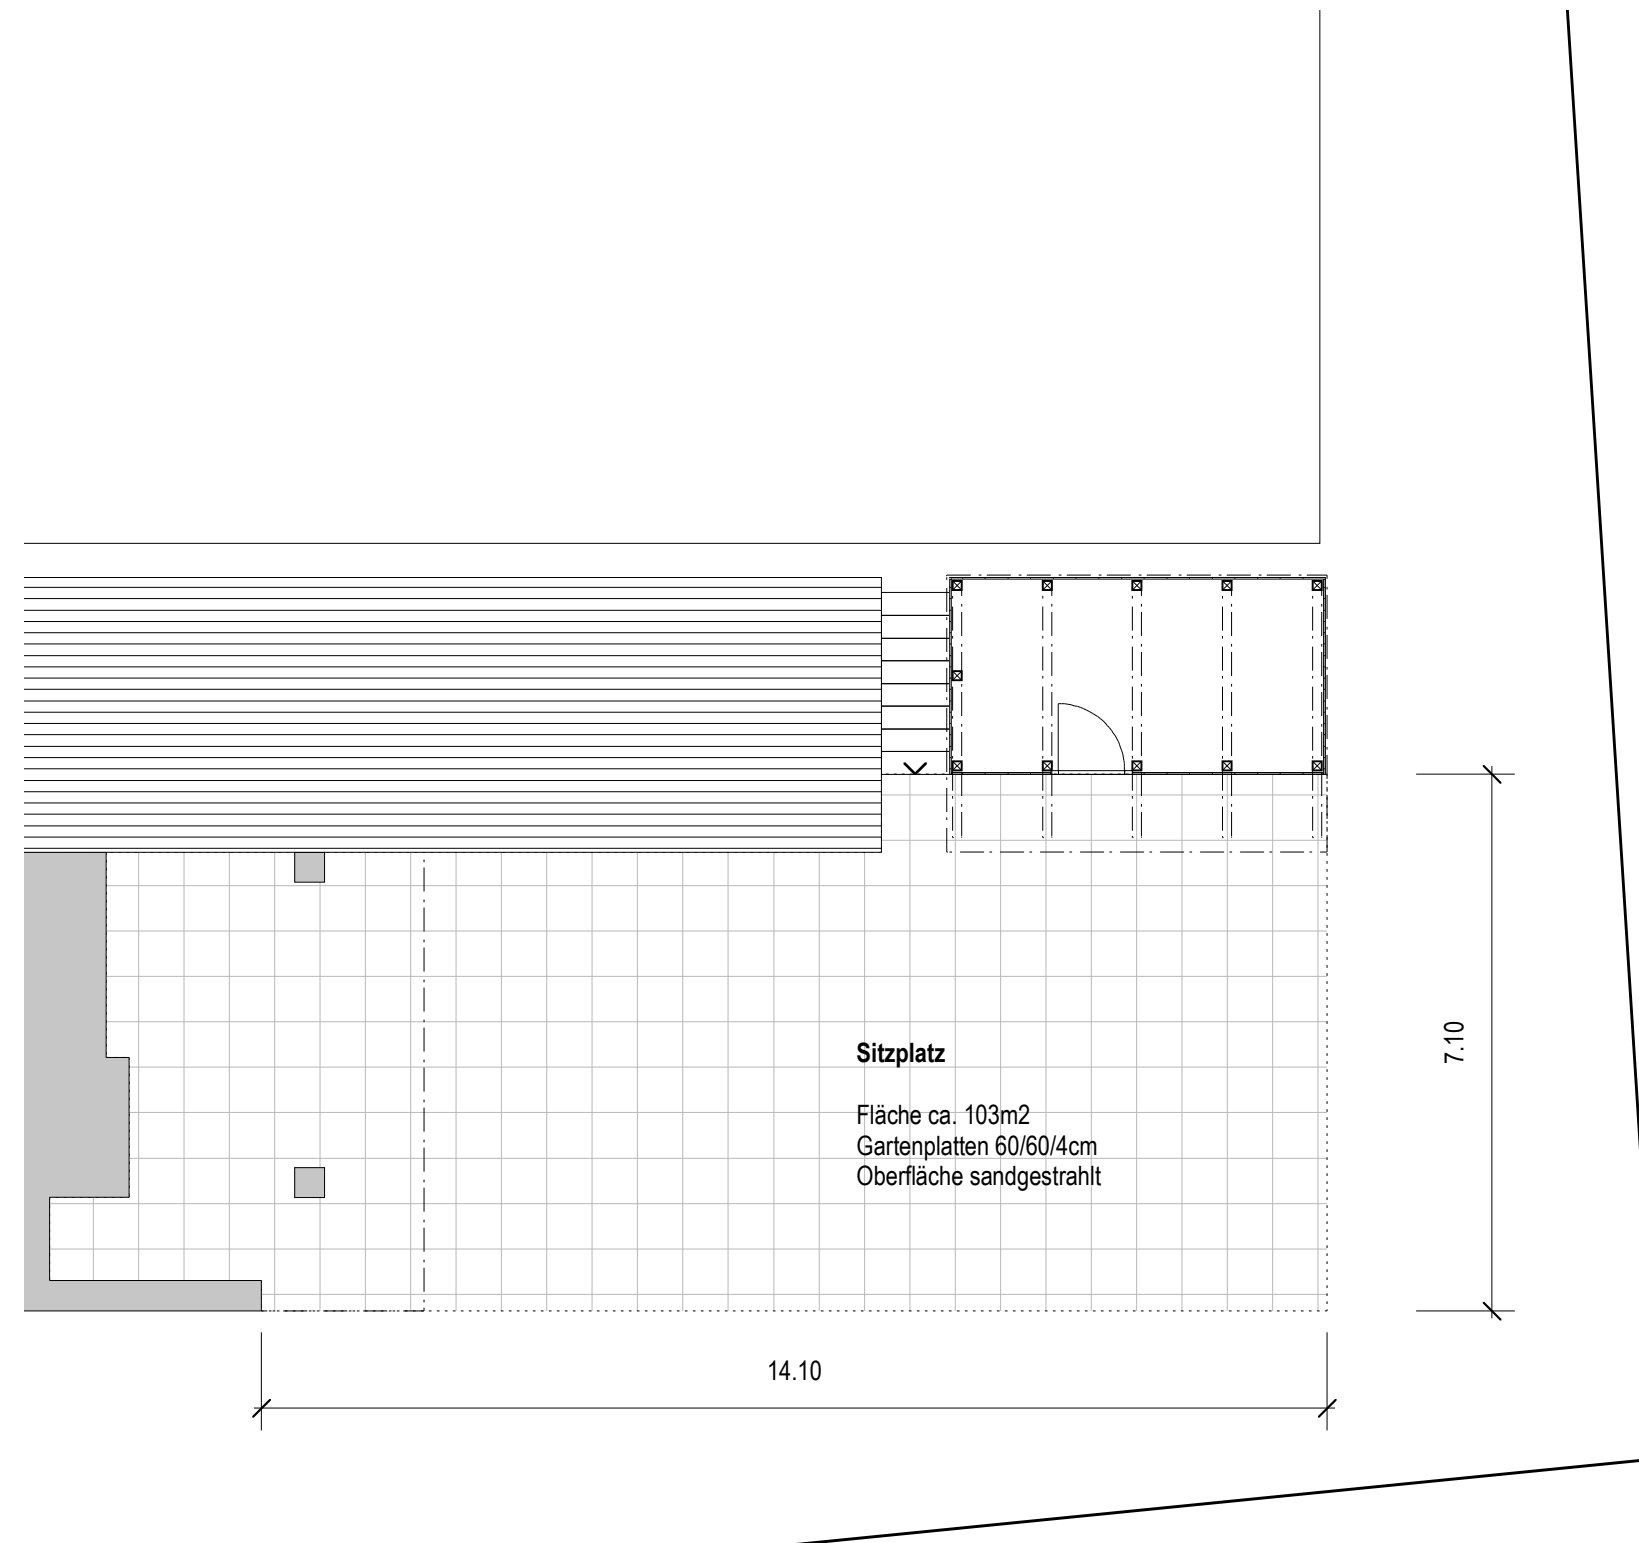 Sitzplatz
Fläche ca. 103m2
Gartenplatten 60/60/4cm
Oberfläche sandgestrahlt
7.10
14.10